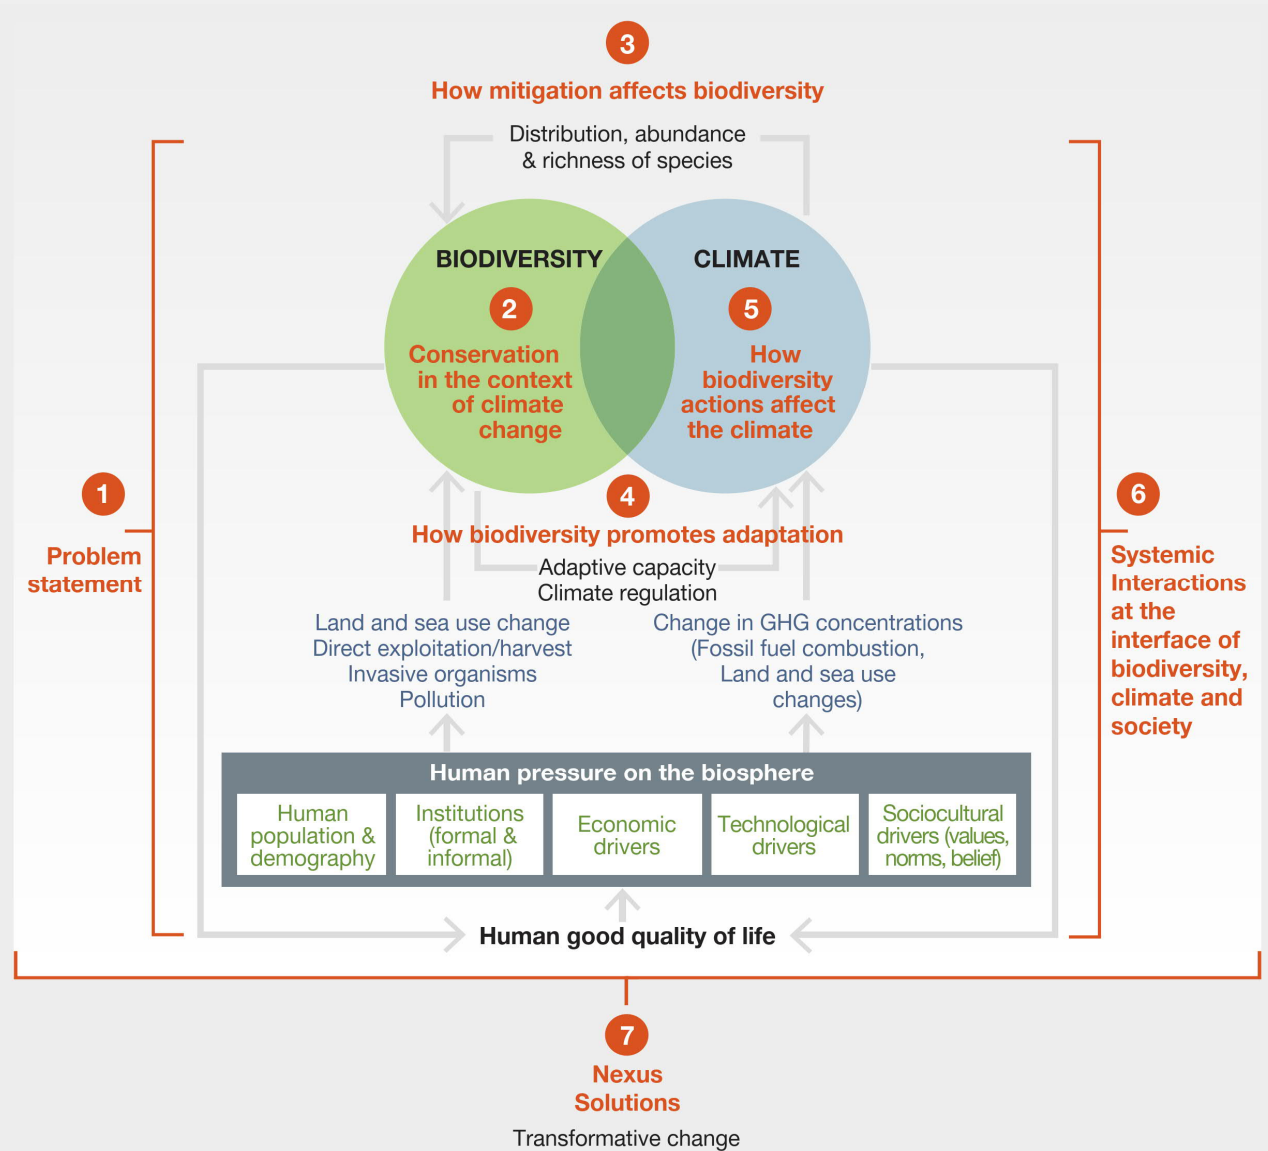 3
How mitigation affects biodiversity
Distribution, abundance
& richness of species
BIODIVERSITY
2
Conservation
in the context
of climate
change
CLIMATE
5
How
biodiversity
actions affect
the climate
1
Problem
statement
4
How biodiversity promotes adaptation
Adaptive capacity
Climate regulation
6
Systemic
Interactions
at the
interface of
biodiversity,
climate and
society
Land and sea use change
Direct exploitation/harvest
Invasive organisms
Pollution
Change in GHG concentrations
(Fossil fuel combustion,
Land and sea use
changes)
Human pressure on the biosphere
Human
population &
demography
Institutions
(formal &
informal)
Economic
drivers
Technological
drivers
Sociocultural
drivers (values,
norms, belief)
Human good quality of life
7
Nexus
Solutions
Transformative change